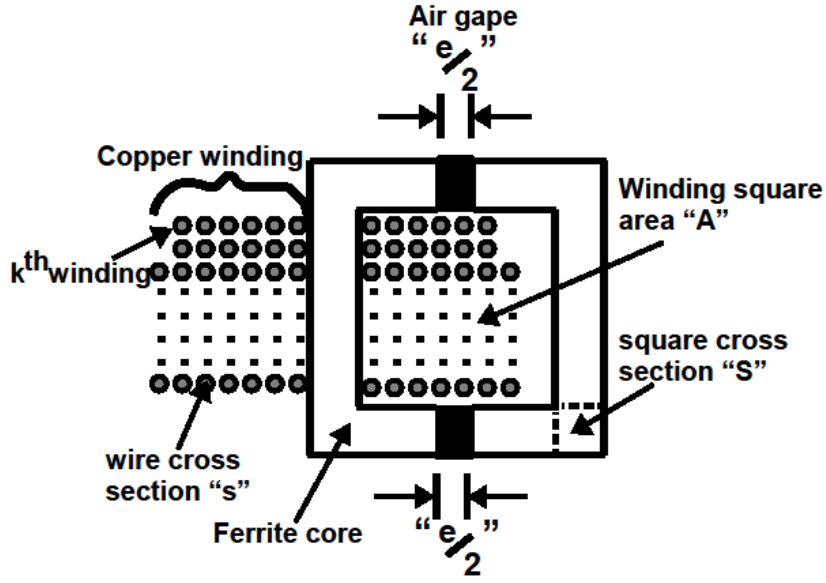 Air gape
“ e/2 ”
Copper winding
Winding square
area “A”
kth winding
square cross
section “S”
wire cross
section “s”
Ferrite core
“ e/2 ”